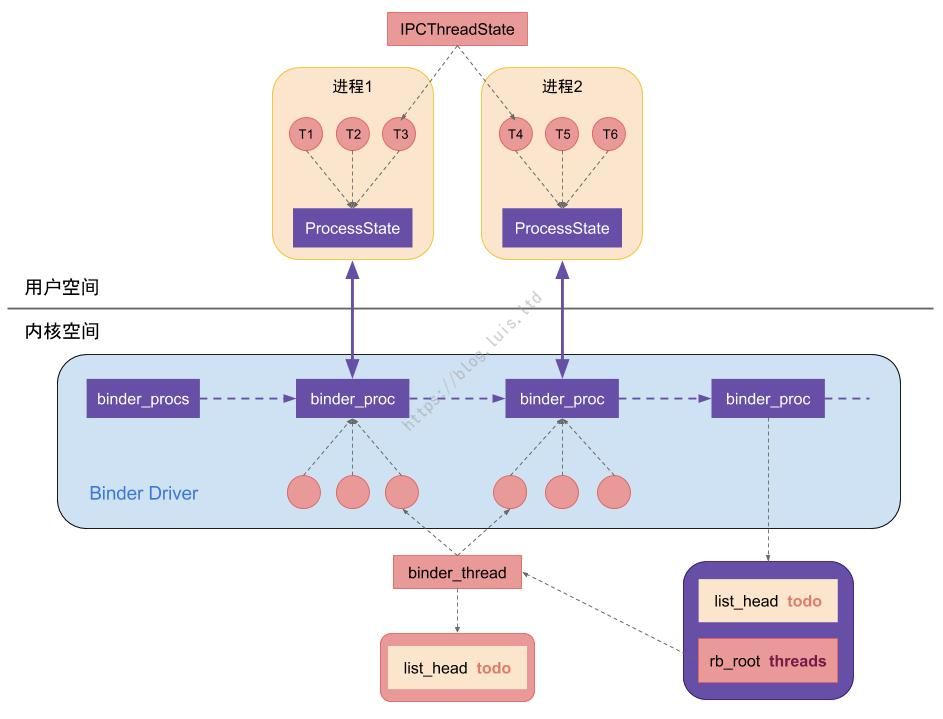 IPCThreadState
进程1
进程2
T1
T2
T3
T4
T5
T6
ProcessState
ProcessState
用户空间
内核空间
https://blog.luis.ltd
binder_procs
binder_proc
binder_proc
binder_proc
Binder Driver
binder_thread
list_head todo
list_head todo
rb_root threads